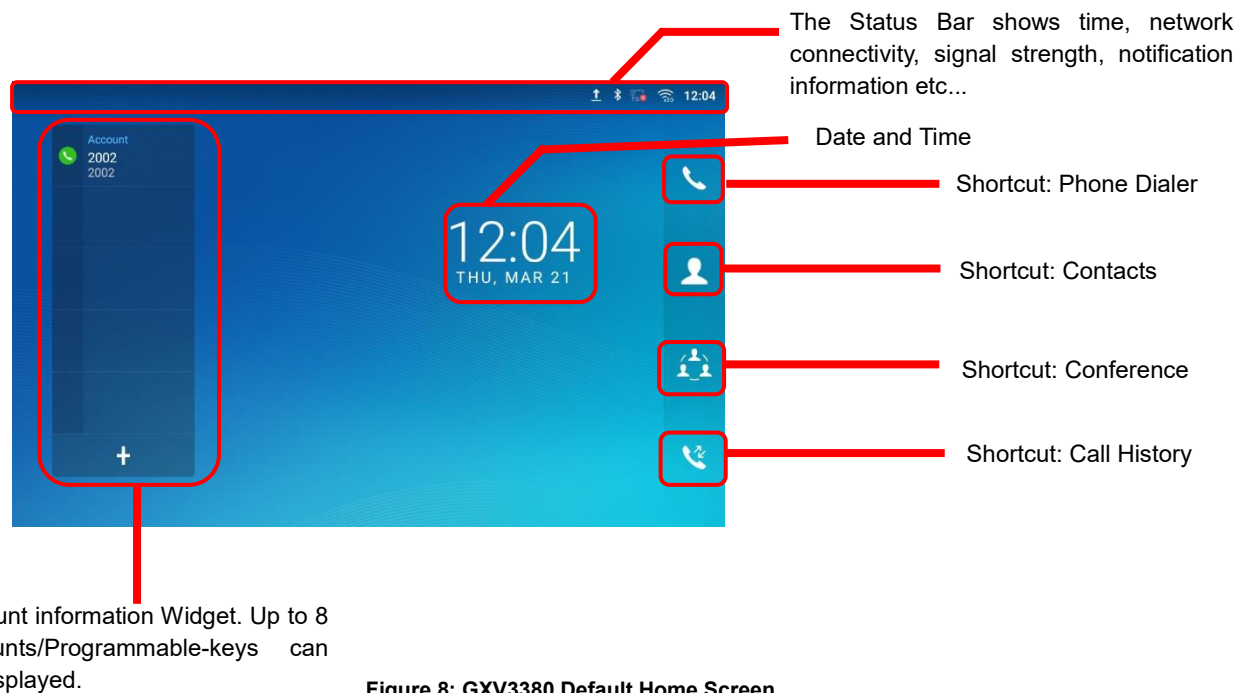 The Status Bar shows time, network
connectivity, signal strength, notification
information etc...
12:04
Date and Time
Account
2002
2002
Shortcut: Phone Dialer
12:04
THU, MAR 21
Shortcut: Contacts
Shortcut: Conference
Shortcut: Call History
+
unt information Widget. Up to 8
unts/Programmable-keys can
splayed.
Figure 8: GXV3380 Default Home Screen